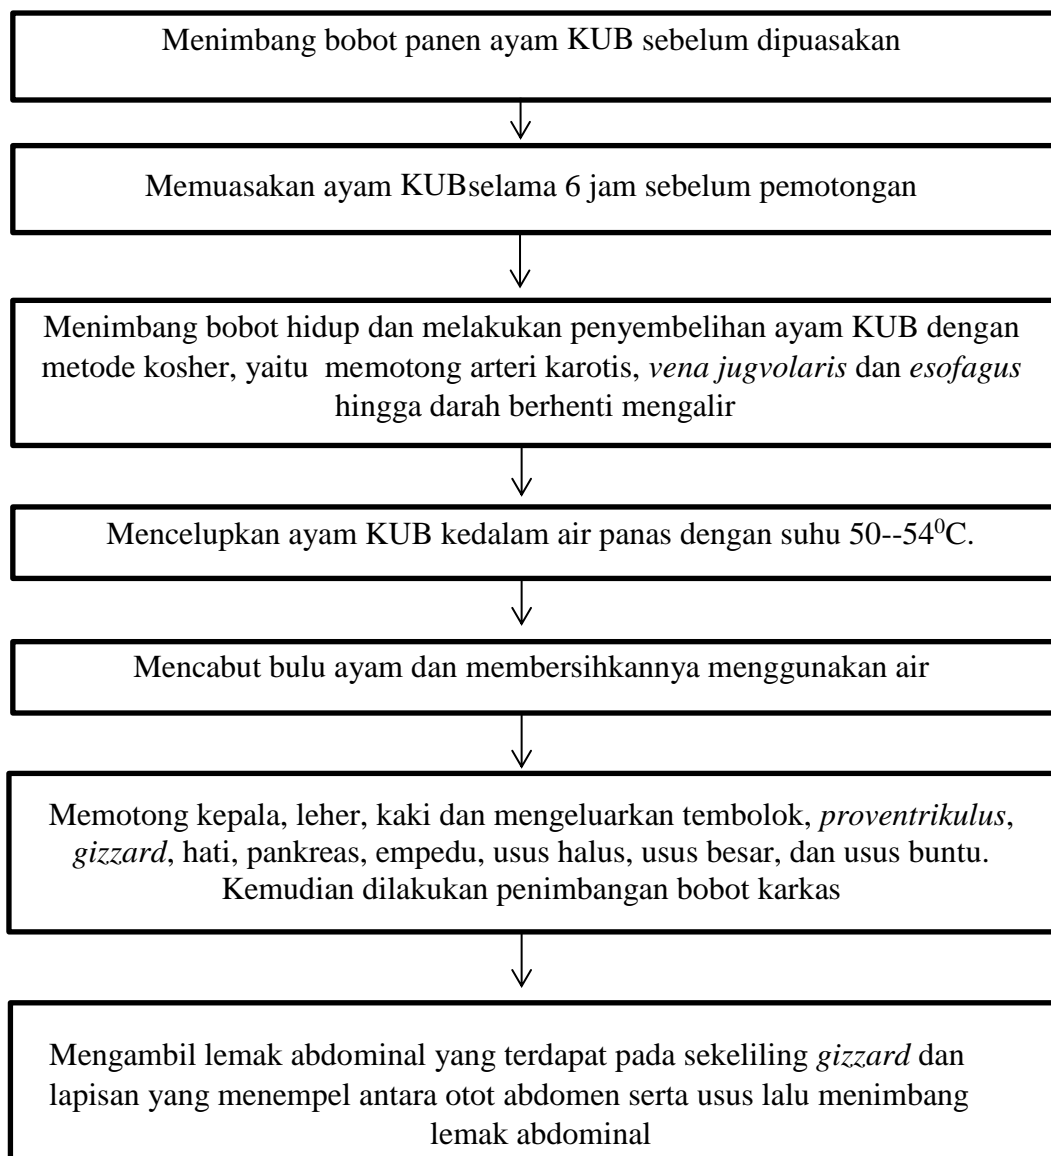 Menimbang bobot panen ayam KUB sebelum dipuasakan
Memuasakan ayam KUBselama 6 jam sebelum pemotongan
Menimbang bobot hidup dan melakukan penyembelihan ayam KUB dengan
metode kosher, yaitu memotong arteri karotis, vena jugvolaris dan esofagus
hingga darah berhenti mengalir
Mencelupkan ayam KUB kedalam air panas dengan suhu 50--54⁰C.
Mencabut bulu ayam dan membersihkannya menggunakan air
Memotong kepala, leher, kaki dan mengeluarkan tembolok, proventrikulus,
gizzard, hati, pankreas, empedu, usus halus, usus besar, dan usus buntu.
Kemudian dilakukan penimbangan bobot karkas
Mengambil lemak abdominal yang terdapat pada sekeliling gizzard dan
lapisan yang menempel antara otot abdomen serta usus lalu menimbang
lemak abdominal